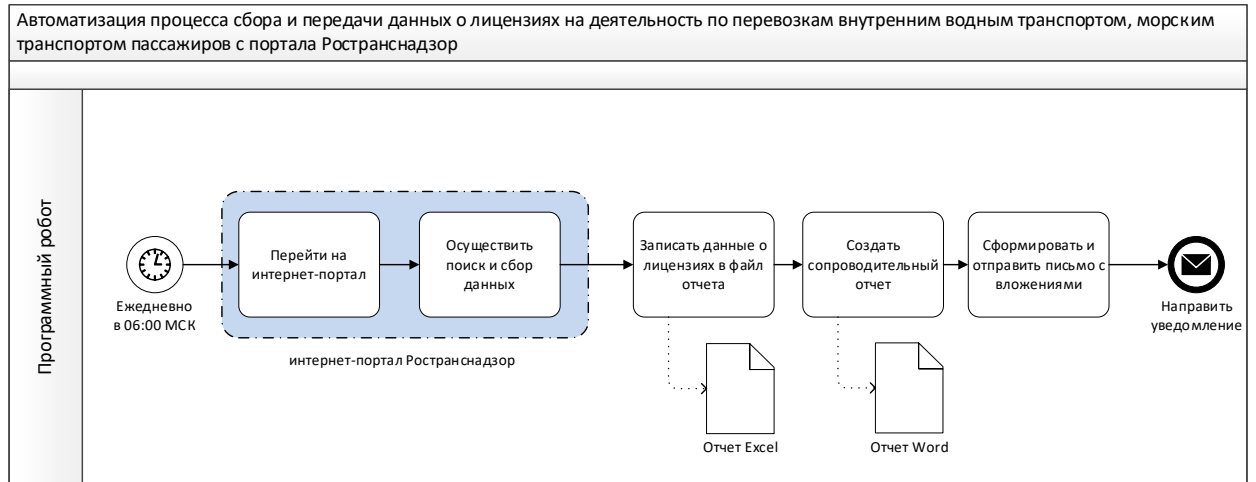 Автоматизация процесса сбора и передачи данных о лицензиях на деятельность по перевозкам внутренним водным транспортом, морским
транспортом пассажиров с портала Ространснадзор
Программный робот
Ежедневно
в 06:00 МСК
Перейти на
интернет-портал
Осуществить
поиск и сбор
данных
интернет-портал Ространснадзор
Записать данные о
лицензиях в файл
отчета
Отчет Excel
Создать
сопроводительный
отчет
Отчет Word
Сформировать и
отправить письмо с
вложениями
Направить
уведомление